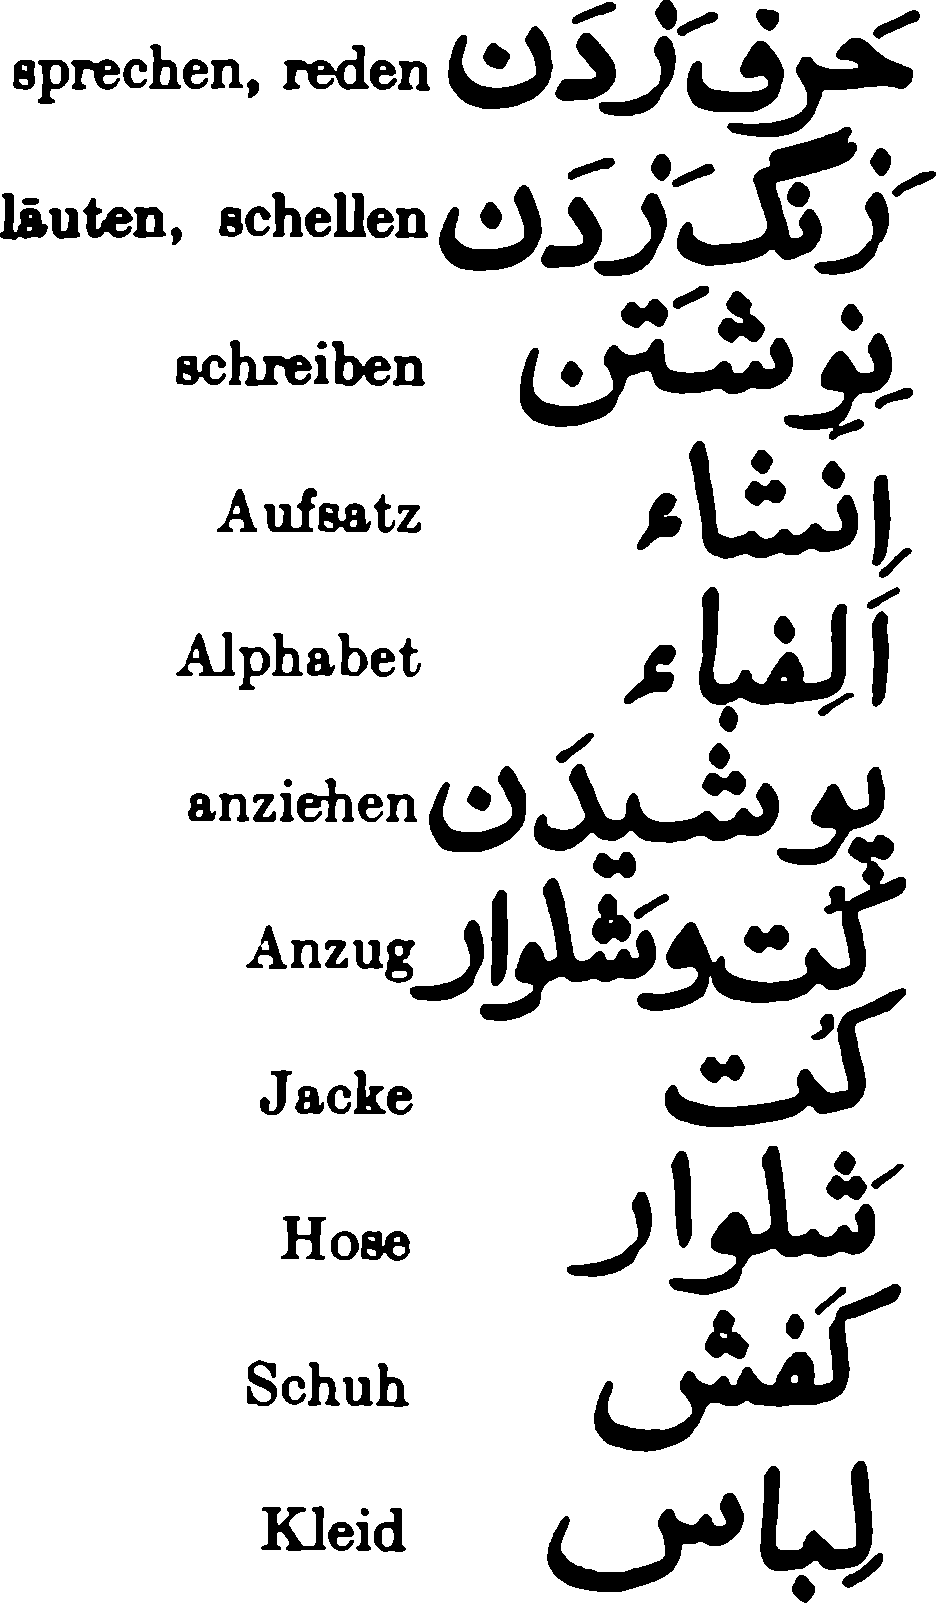 sprechen, reden حَرف زَدَن
läuten, schellen زَنگ زَدَن
schreiben نِوِشتَن
Aufsatz اِنشاء
Alphabet اَلِفباء
anziehen پوشیدَن
Anzug کُت و شَلوار
Jacke کُت
Hose شَلوار
Schuh کَفش
Kleid لِباس